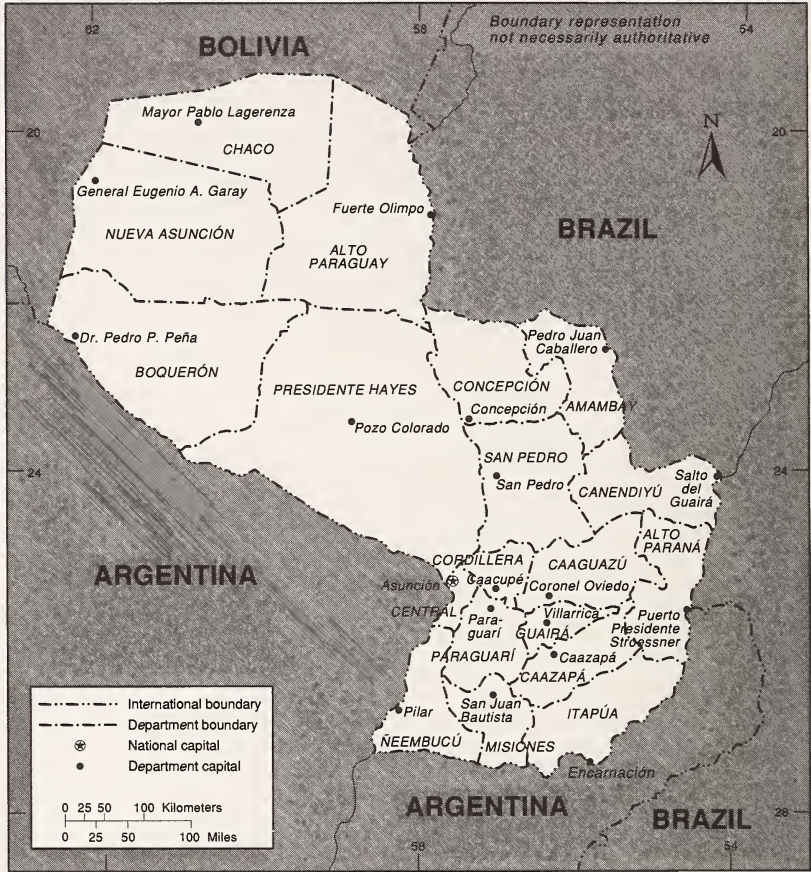 62
58
54
Boundary representation
not necessarily authoritative
BOLIVIA
N
20
20
Mayor Pablo Lagerenza
CHACO
General Eugenio A. Garay
Fuerte Olimpo
NUEVA ASUNCIÓN
BRAZIL
ALTO
PARAGUAY
Dr. Pedro P. Peña
Pedro Juan
Caballero
BOQUERÓN
PRESIDENTE HAYES
CONCEPCIÓN
Concepción
AMAMBAY
Pozo Colorado
24
SAN PEDRO
24
San Pedro
Salto
del
Guairá
CANENDIYÚ
ALTO
PARANÁ
CORDILLERA
CAAGUAZÚ
ARGENTINA
Asunción
Caacupé
Coronel Oviedo
CENTRAL
Para-
guarí
Villarrica
GUAIRÁ
Puerto
Presidente
Stroessner
PARAGUARÍ
Caazapá
CAAZAPÁ
San Juan
Bautista
Pilar
ITAPÚA
ÑEEMBUCÚ
MISIONES
Encarnación
ARGENTINA
BRAZIL
28
58
54
International boundary
Department boundary
National capital
Department capital
0 25 50 100 Kilometers
0 25 50 100 Miles